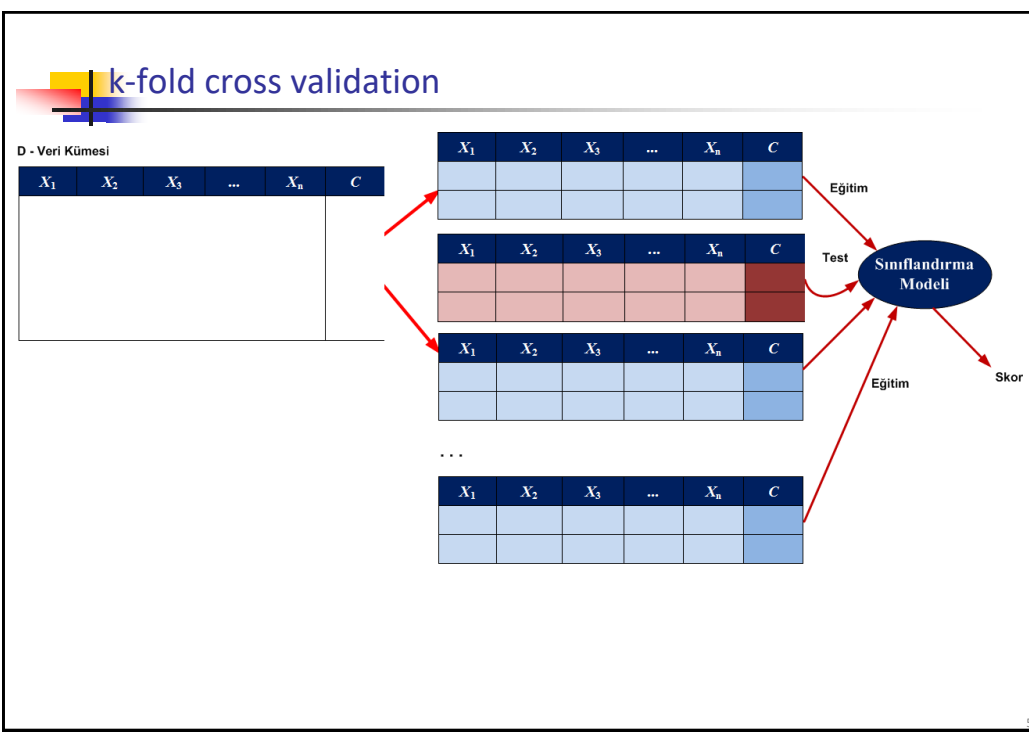 k-fold cross validation
D - Veri Kümesi
X₁ X₂ X₃ ... Xₙ C
X₁ X₂ X₃ ... Xₙ C
Eğitim
X₁ X₂ X₃ ... Xₙ C
Test
Sınıflandırma
Modeli
X₁ X₂ X₃ ... Xₙ C
Eğitim
Skor
. . .
X₁ X₂ X₃ ... Xₙ C